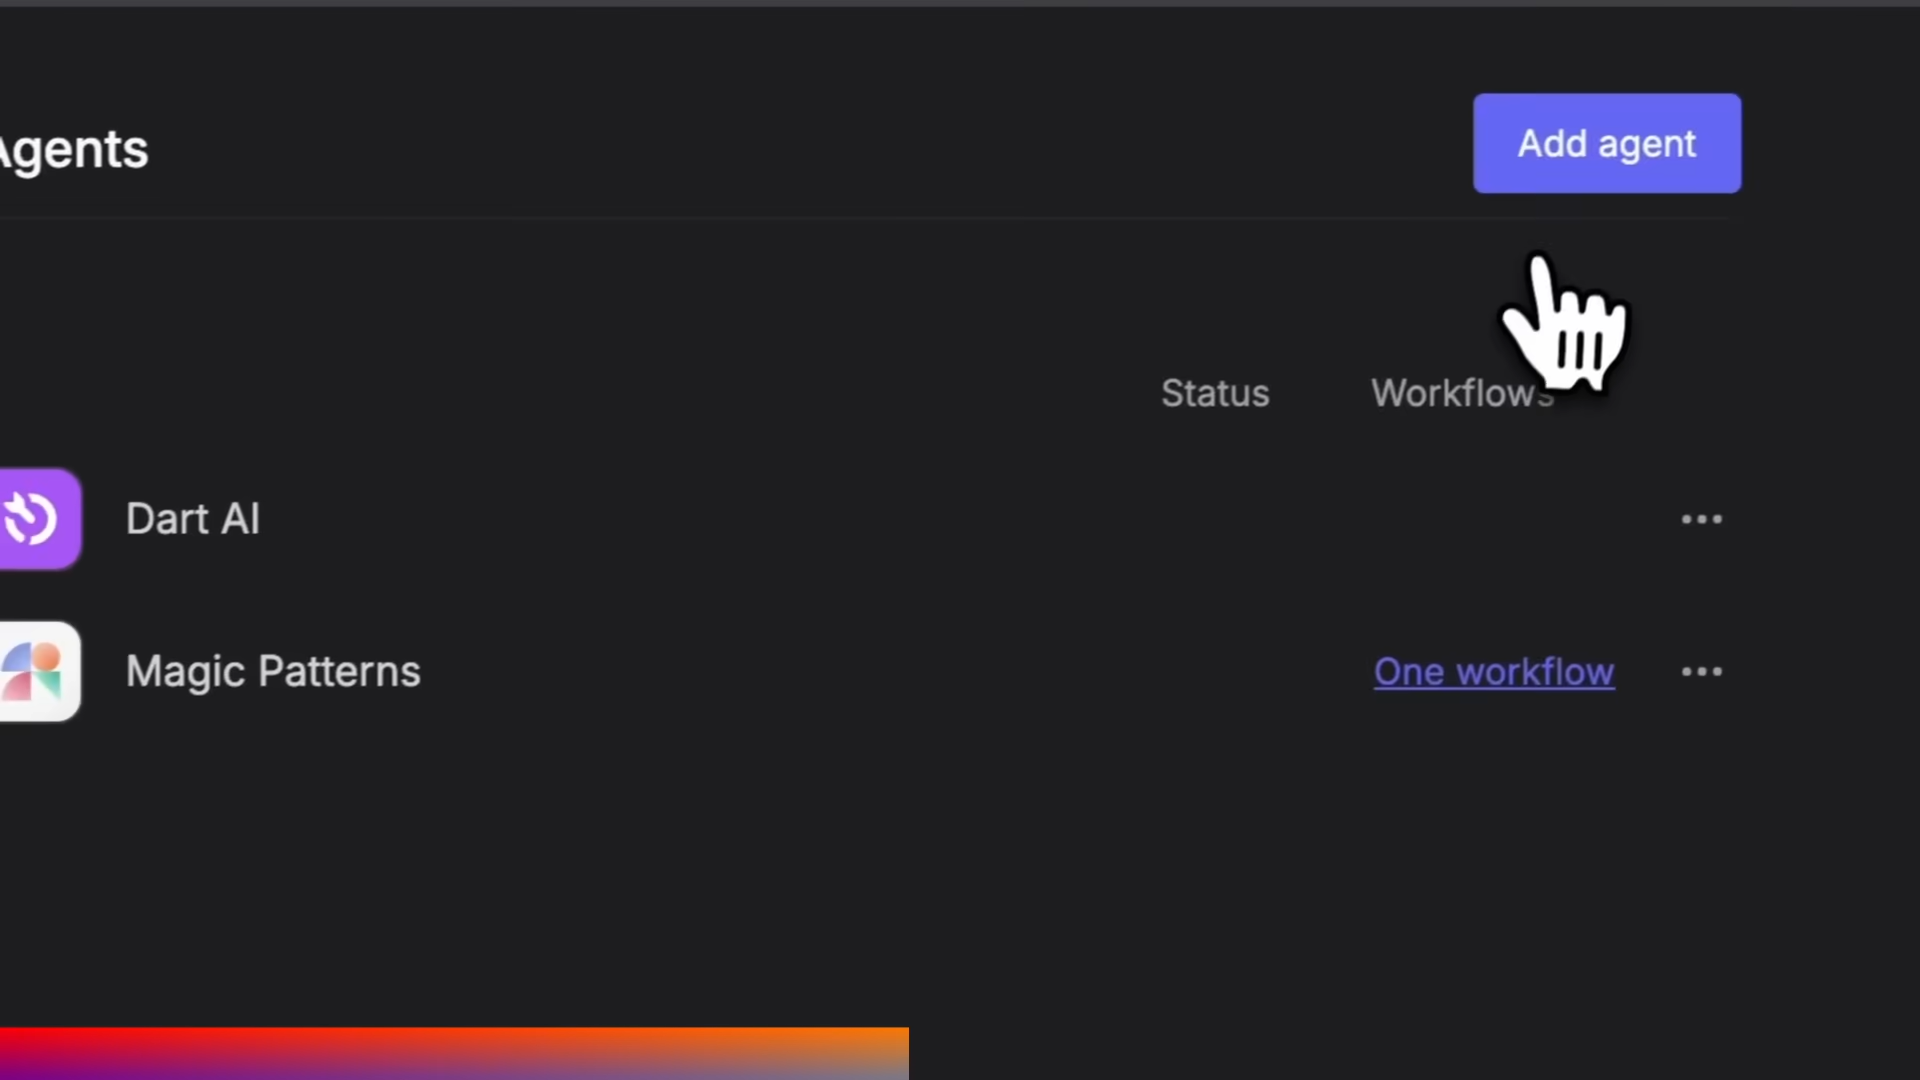 Agents
Add agent
Status Workflows
Dart AI
Magic Patterns One workflow